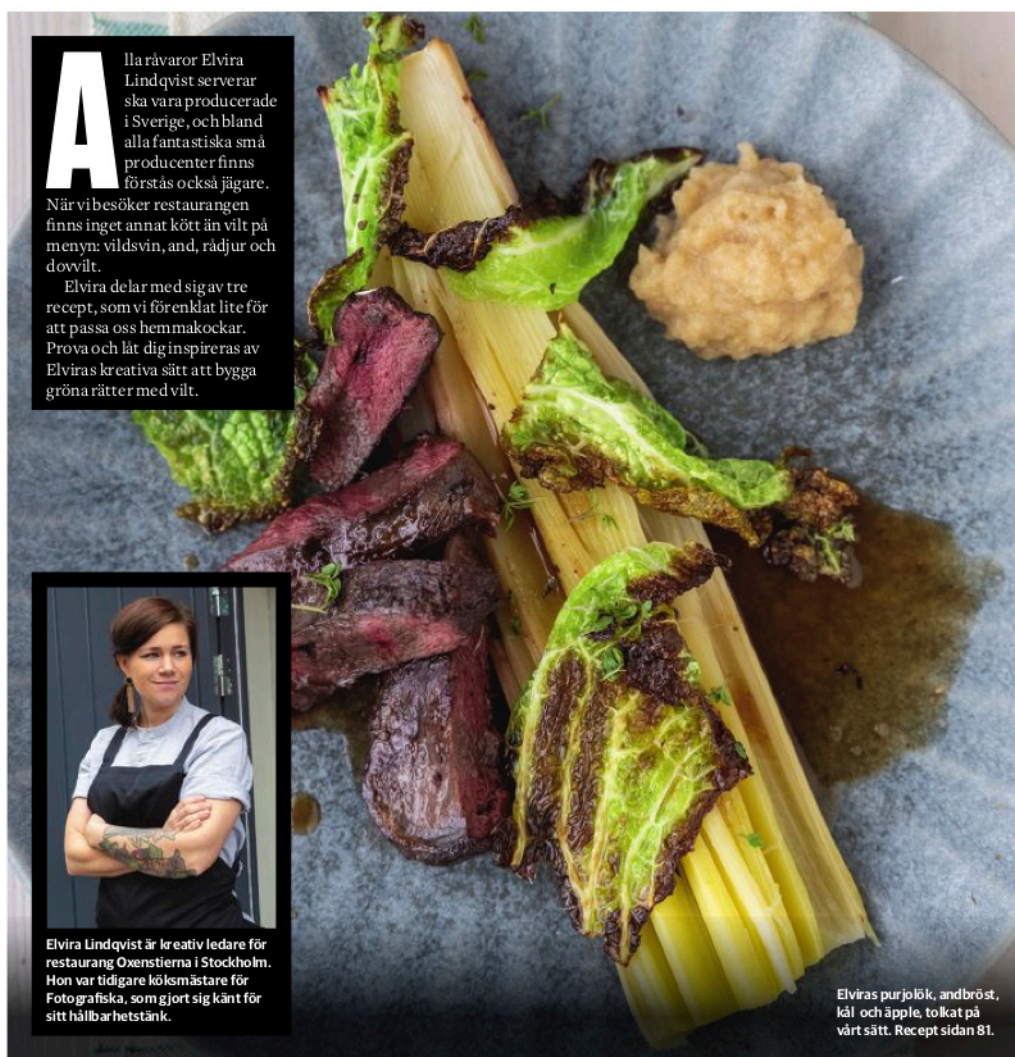 Alla råvaror Elvira
Lindqvist serverar
ska vara producerade
i Sverige, och bland
alla fantastiska små
producenter finns
förstås också jägare.
När vi besöker restaurangen
finns inget annat kött än vilt på
menyn: vildsvin, and, rådjur och
dovvilt.
Elvira delar med sig av tre
recept, som vi förenklat lite för
att passa oss hemmakockar.
Prova och låt dig inspireras av
Elviras kreativa sätt att bygga
gröna rätter med vilt.
Elvira Lindqvist är kreativ ledare för
restaurang Oxenstierna i Stockholm.
Hon var tidigare köksmästare för
Fotografiska, som gjort sig känt för
sitt hållbarhetstänk.
Elviras purjolök, andbröst,
kål och äpple, tolkat på
vårt sätt. Recept sidan 81.